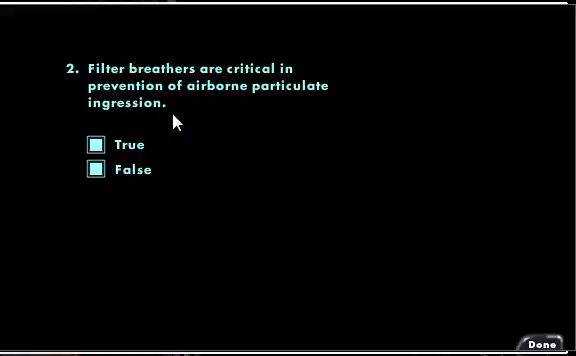 2. Filter breathers are critical in
prevention of airborne particulate
ingression.
True
False
Done